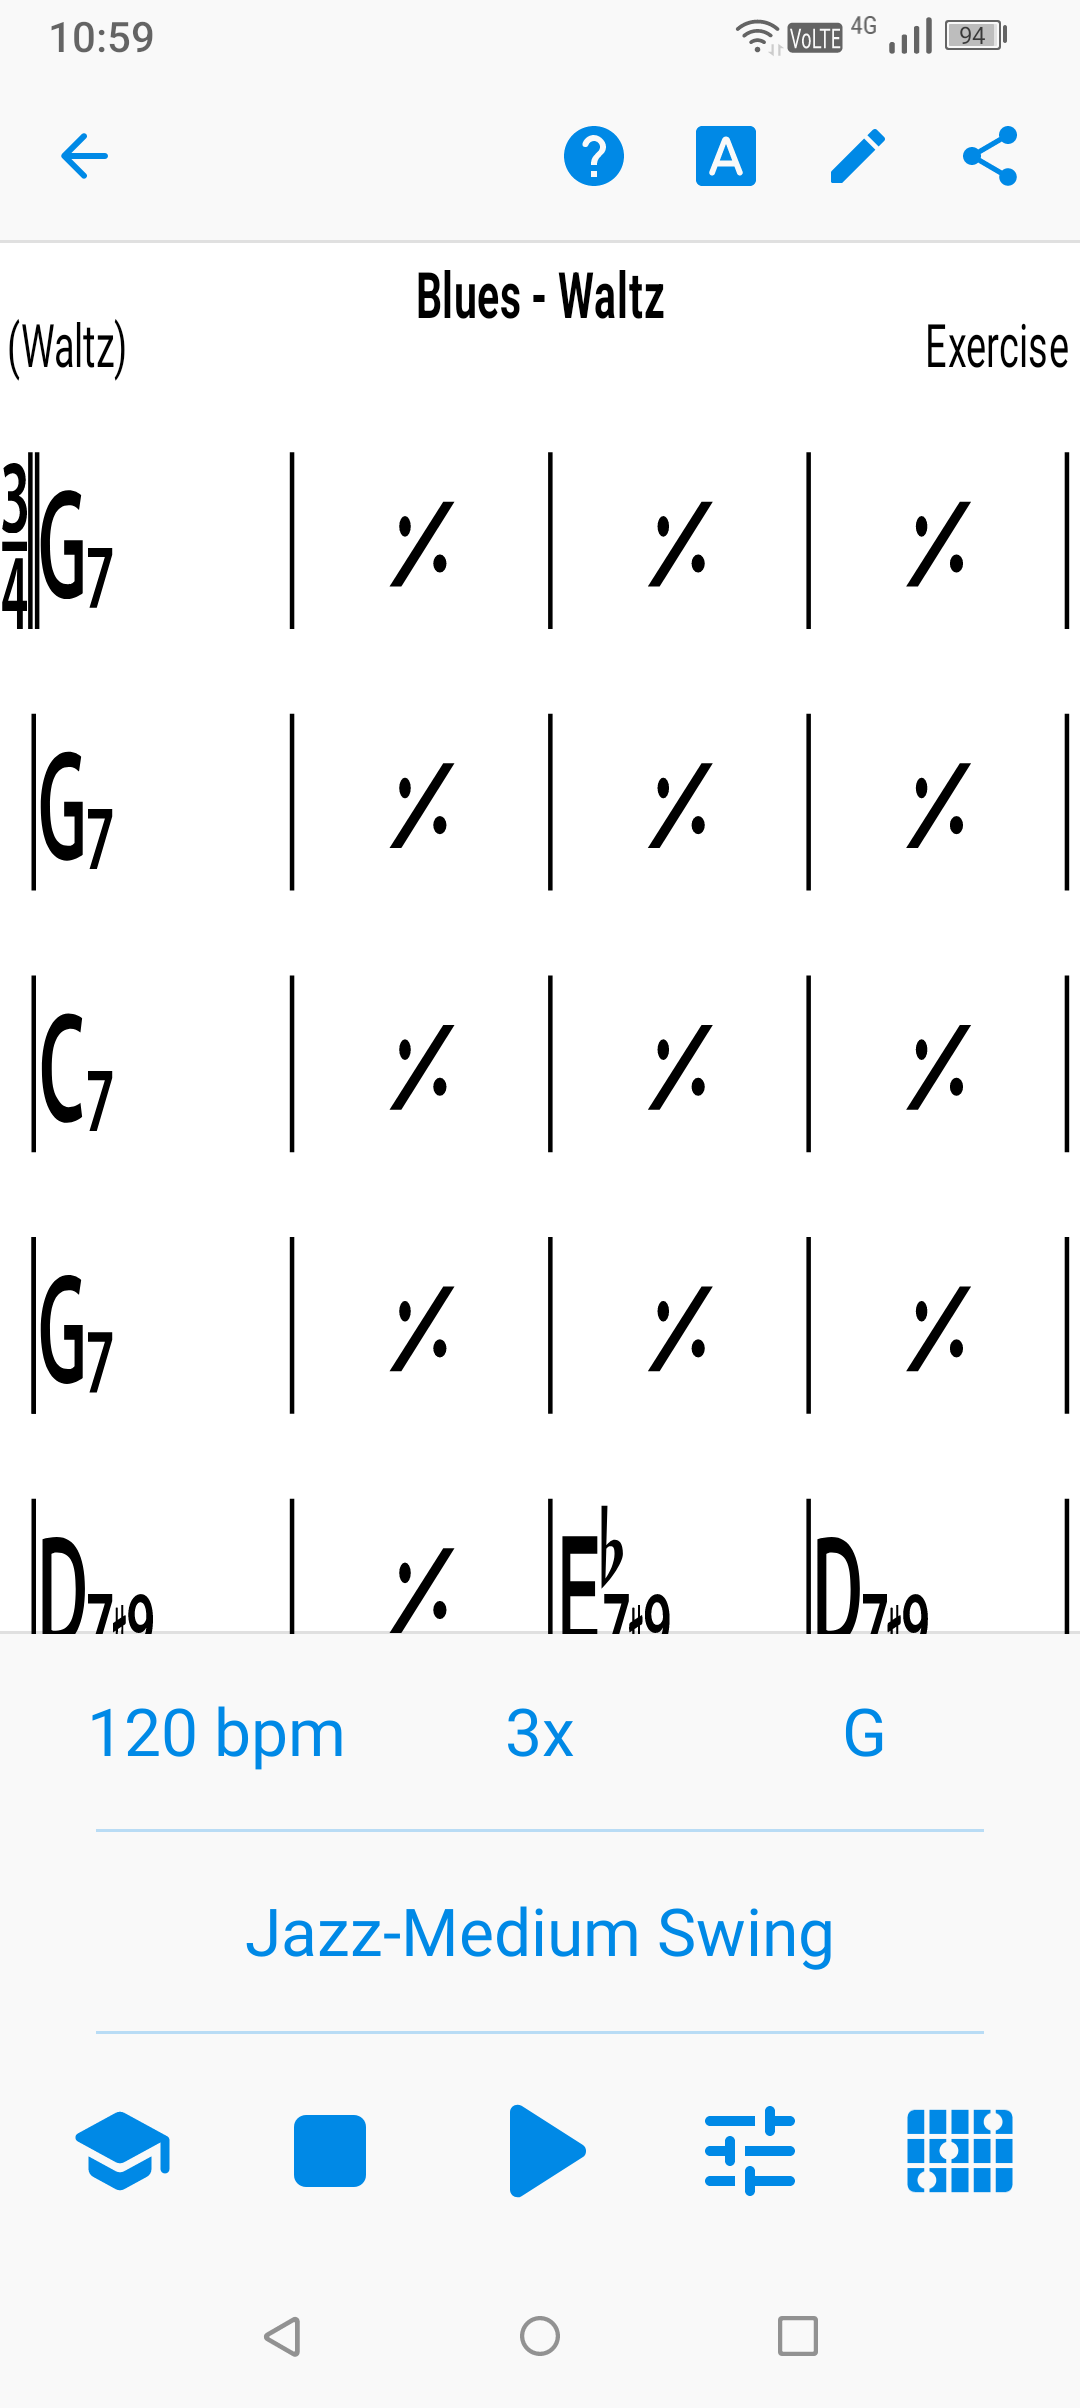 10:59 VoLTE 4G 94
A
Blues - Waltz
(Waltz) Exercise
3/4 G7 𝄎 𝄎 𝄎
G7 𝄎 𝄎 𝄎
C7 𝄎 𝄎 𝄎
G7 𝄎 𝄎 𝄎
D7♯9 𝄎 E♭7♯9 D7♯9
120 bpm 3x G
Jazz-Medium Swing